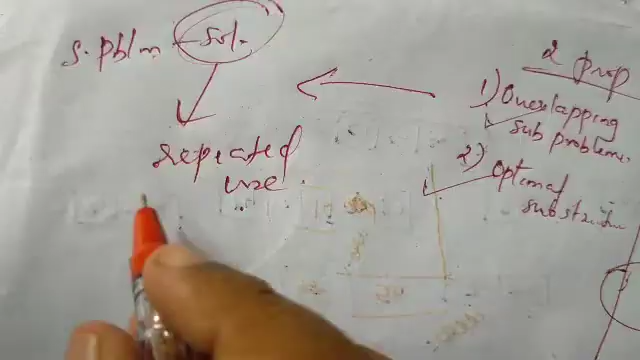 s. pblm - sol.
repeated
use
2 prop
1) Overlapping
sub problems
2) Optimal
substructure